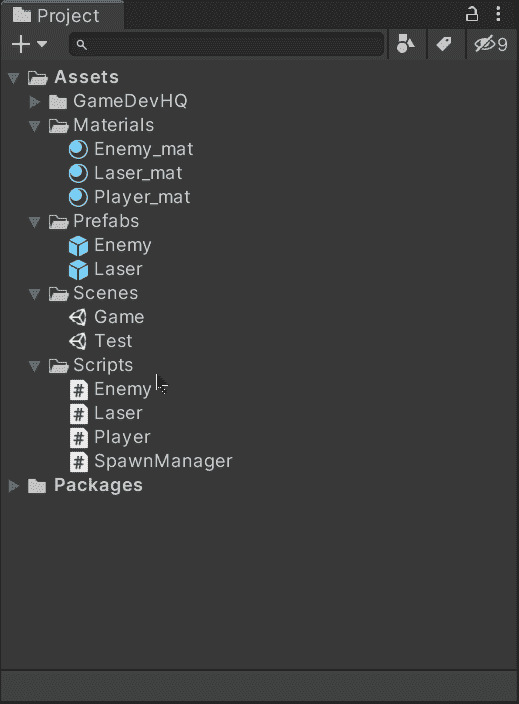 Project
9
Assets
GameDevHQ
Materials
Enemy_mat
Laser_mat
Player_mat
Prefabs
Enemy
Laser
Scenes
Game
Test
Scripts
# Enemy
# Laser
# Player
# SpawnManager
Packages